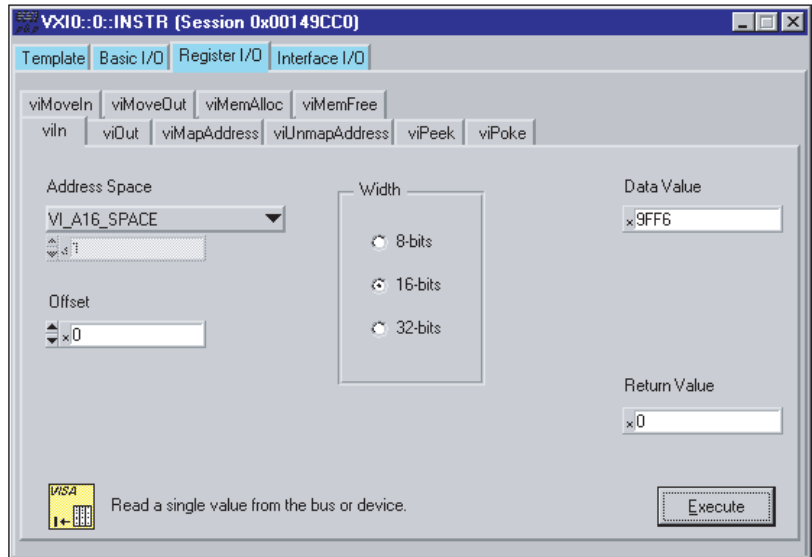 VXI0::0::INSTR (Session 0x00149CC0)
Template Basic I/O Register I/O Interface I/O
viMoveIn viMoveOut viMemAlloc viMemFree
viIn viOut viMapAddress viUnmapAddress viPeek viPoke
Address Space
VI_A16_SPACE
Offset
x0
Width
8-bits
16-bits
32-bits
Data Value
x9FF6
Return Value
x0
VISA
Read a single value from the bus or device.
Execute